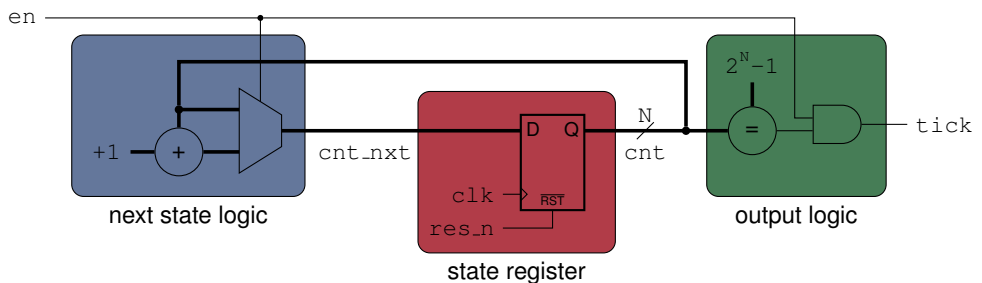 en
2^N-1
+1
+
cnt_nxt
D
Q
N
cnt
=
tick
clk
RST
res_n
next state logic
state register
output logic